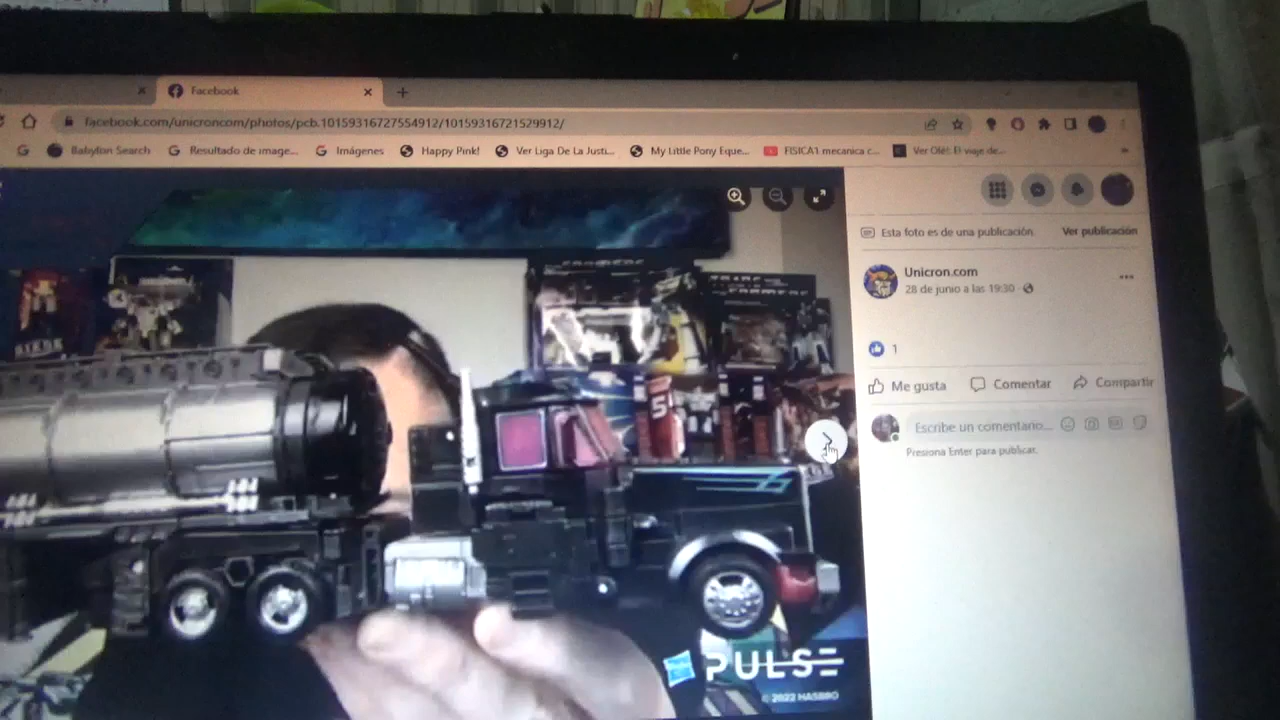 Facebook
facebook.com/unicroncom/photos/pcb.10159316727554912/10159316721529912/
Babylon Search
Resultado de image...
Imágenes
Happy Pink!
Ver Liga De La Justi...
My Little Pony Eque...
FISICA1 mecanica c...
Ver Olé!: El viaje de...
Esta foto es de una publicación.
Ver publicación
Unicron.com
28 de junio a las 19:30
1
Me gusta
Comentar
Compartir
Escribe un comentario...
Presiona Enter para publicar.
5
PULSE
© 2022 HASBRO